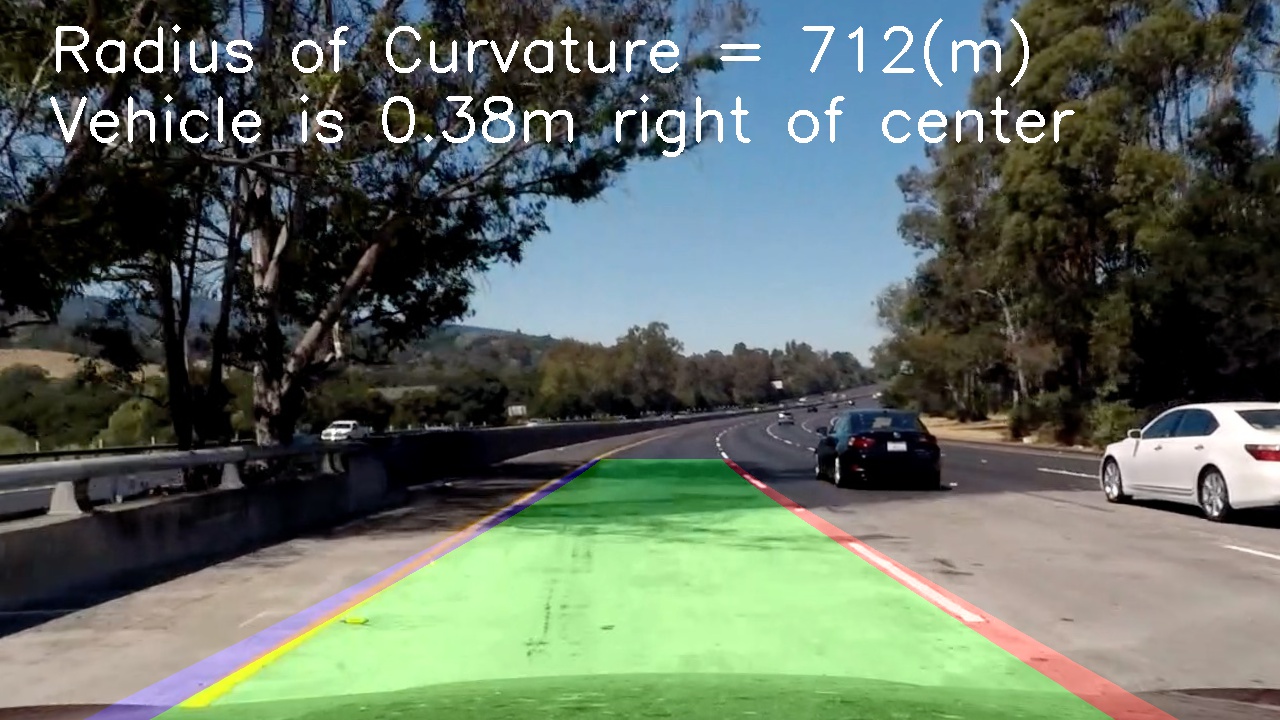 Radius of Curvature = 712(m)
Vehicle is 0.38m right of center